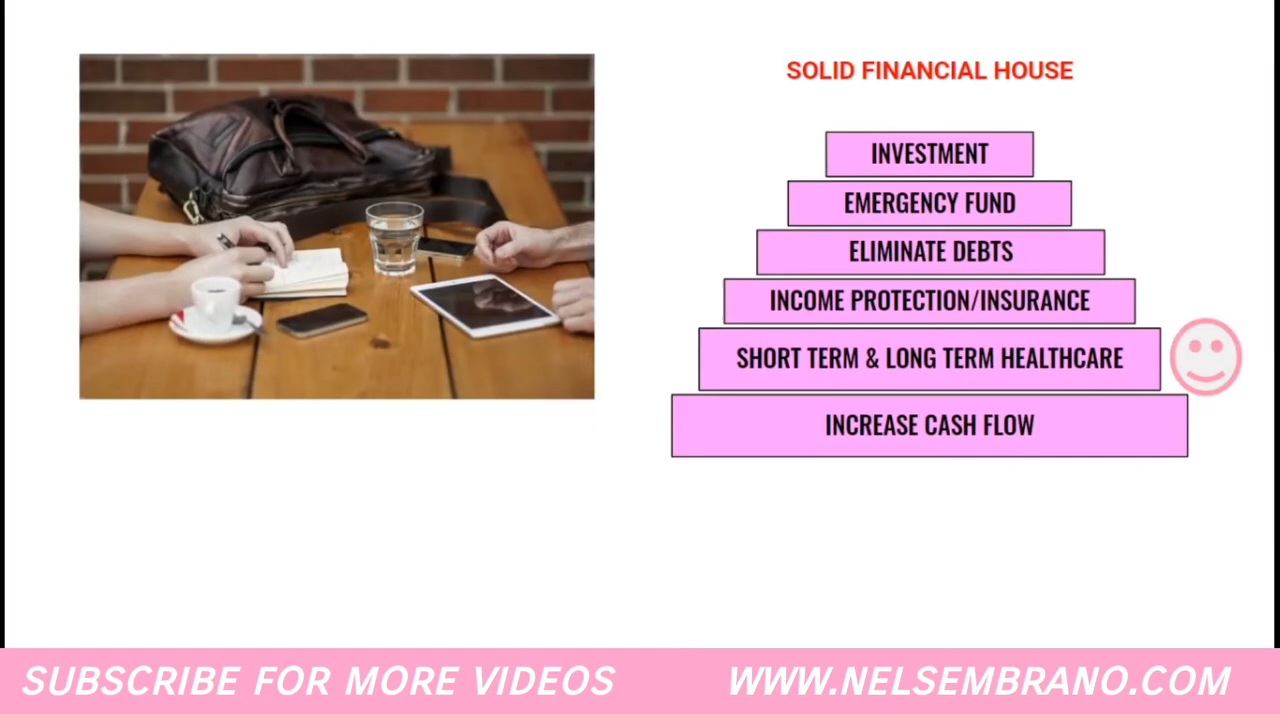 SOLID FINANCIAL HOUSE
INVESTMENT
EMERGENCY FUND
ELIMINATE DEBTS
INCOME PROTECTION/INSURANCE
SHORT TERM & LONG TERM HEALTHCARE
INCREASE CASH FLOW
SUBSCRIBE FOR MORE VIDEOS
WWW.NELSEMBRANO.COM